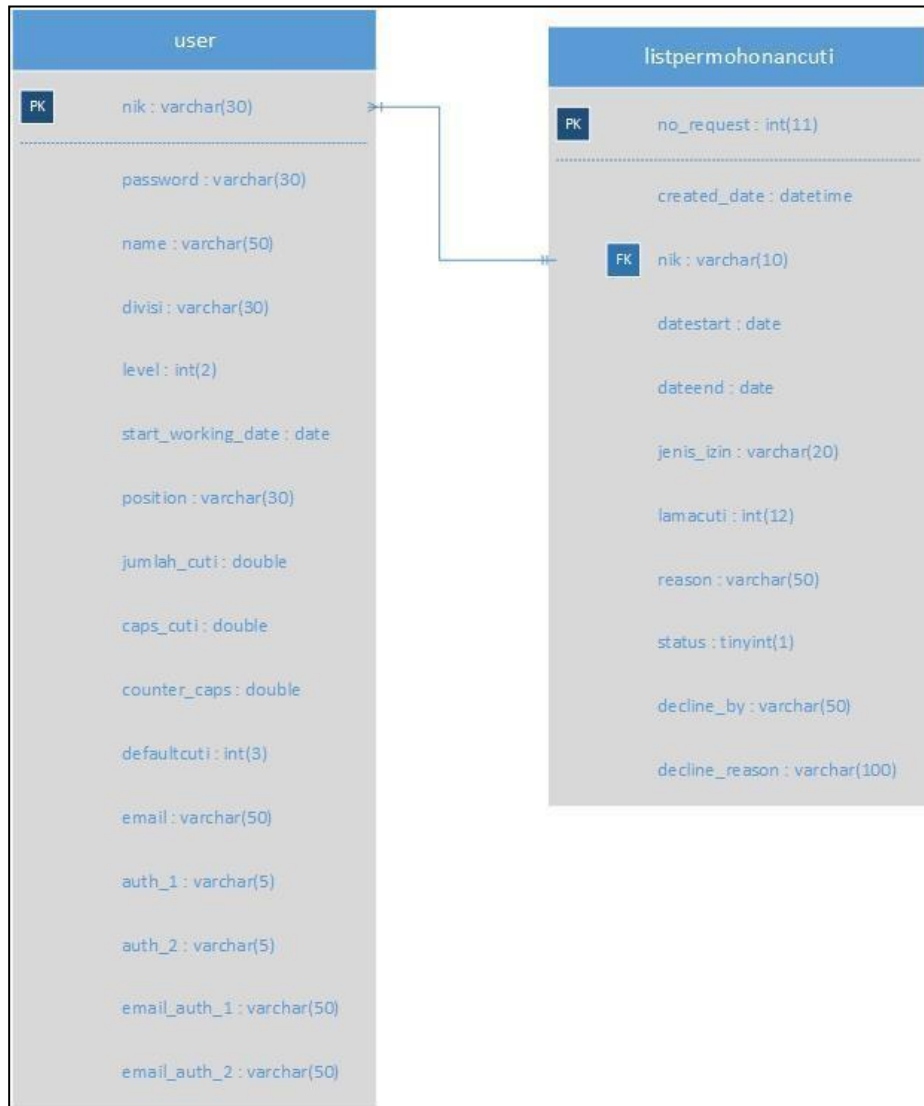 user
PK nik : varchar(30)
password : varchar(30)
name : varchar(50)
divisi : varchar(30)
level : int(2)
start_working_date : date
position : varchar(30)
jumlah_cuti : double
caps_cuti : double
counter_caps : double
defaultcuti : int(3)
email : varchar(50)
auth_1 : varchar(5)
auth_2 : varchar(5)
email_auth_1 : varchar(50)
email_auth_2 : varchar(50)
listpermohonancuti
PK no_request : int(11)
created_date : datetime
FK nik : varchar(10)
datestart : date
dateend : date
jenis_izin : varchar(20)
lamacuti : int(12)
reason : varchar(50)
status : tinyint(1)
decline_by : varchar(50)
decline_reason : varchar(100)